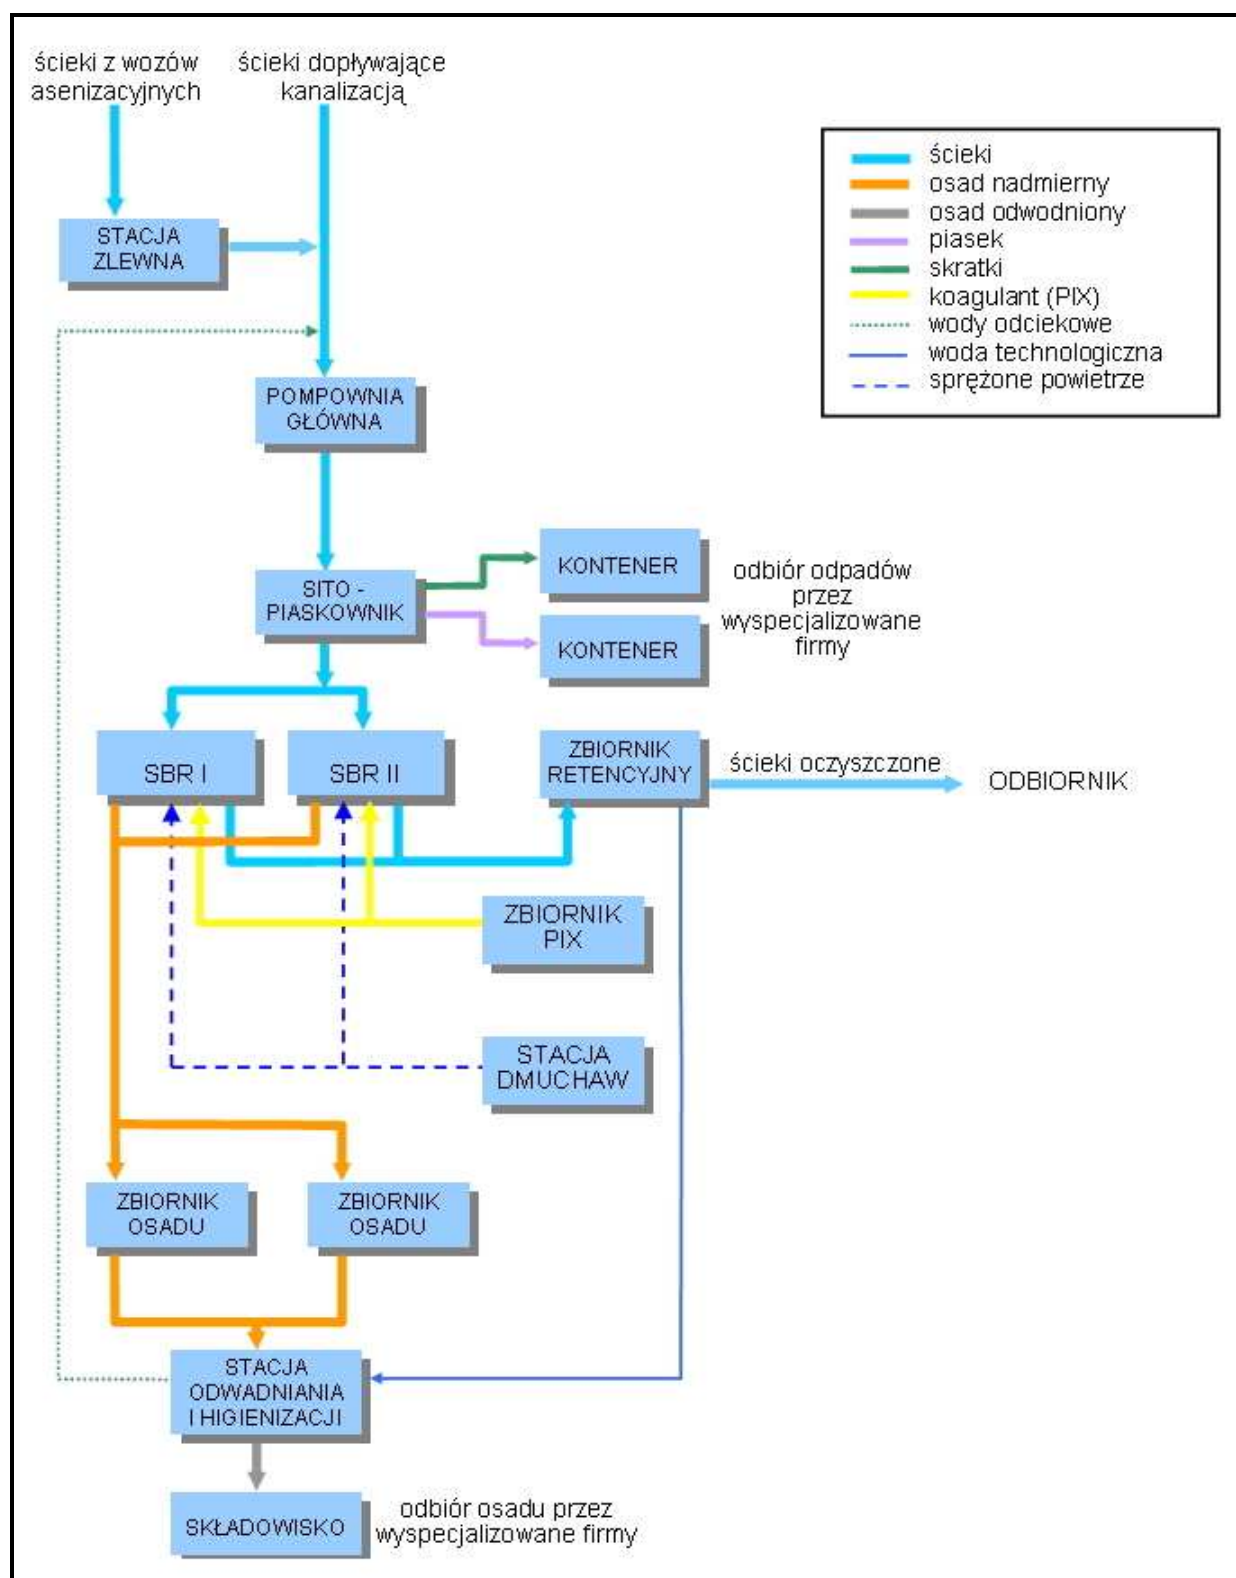 ścieki z wozów
asenizacyjnych
ścieki dopływające
kanalizacją
ścieki
osad nadmierny
osad odwodniony
piasek
skratki
koagulant (PIX)
wody odciekowe
woda technologiczna
sprężone powietrze
STACJA
ZLEWNA
POMPOWNIA
GŁÓWNA
SITO -
PIASKOWNIK
KONTENER
KONTENER
odbiór odpadów
przez
wyspecjalizowane
firmy
SBR I
SBR II
ZBIORNIK
RETENCYJNY
ścieki oczyszczone
ODBIORNIK
ZBIORNIK
PIX
STACJA
DMUCHAW
ZBIORNIK
OSADU
ZBIORNIK
OSADU
STACJA
ODWADNIANIA
I HIGIENIZACJI
SKŁADOWISKO
odbiór osadu przez
wyspecjalizowane firmy